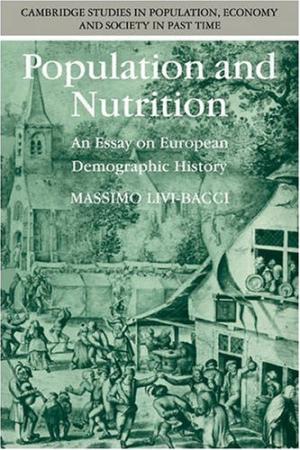 CAMBRIDGE STUDIES IN POPULATION, ECONOMY
AND SOCIETY IN PAST TIME
Population and
Nutrition
An Essay on European
Demographic History
MASSIMO LIVI-BACCI